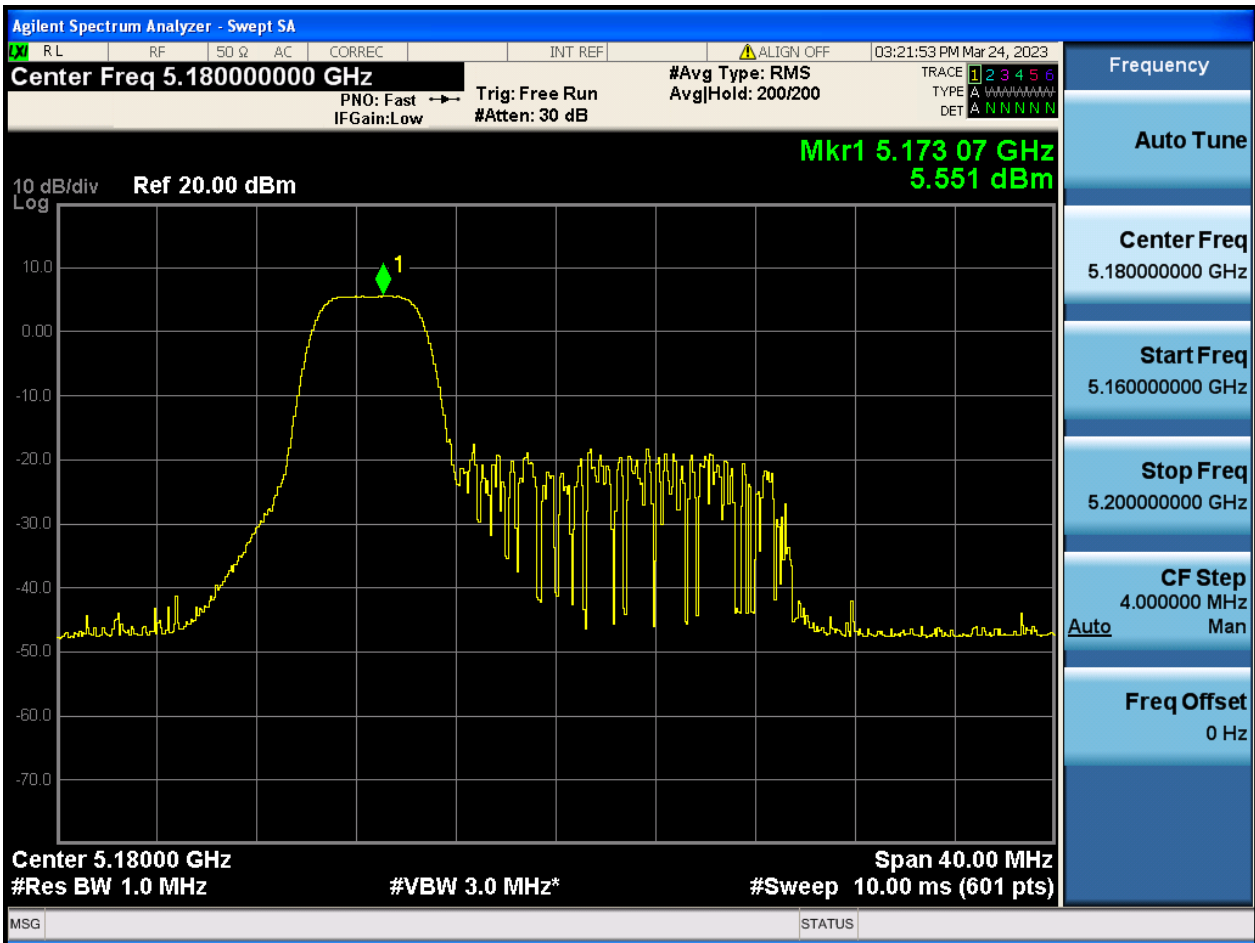 Agilent Spectrum Analyzer - Swept SA
LXI RL RF 50 Ω AC CORREC INT REF ALIGN OFF 03:21:53 PM Mar 24, 2023
Center Freq 5.180000000 GHz
PNO: Fast
IFGain:Low
Trig: Free Run
#Atten: 30 dB
#Avg Type: RMS
Avg|Hold: 200/200
TRACE 1 2 3 4 5 6
TYPE A WWWWW
DET A N N N N N
Mkr1 5.173 07 GHz
5.551 dBm
10 dB/div Ref 20.00 dBm
Log
1
10.0
0.00
-10.0
-20.0
-30.0
-40.0
-50.0
-60.0
-70.0
Center 5.18000 GHz Span 40.00 MHz
#Res BW 1.0 MHz #VBW 3.0 MHz* #Sweep 10.00 ms (601 pts)
MSG STATUS
Frequency
Auto Tune
Center Freq
5.180000000 GHz
Start Freq
5.160000000 GHz
Stop Freq
5.200000000 GHz
CF Step
4.000000 MHz
Auto Man
Freq Offset
0 Hz